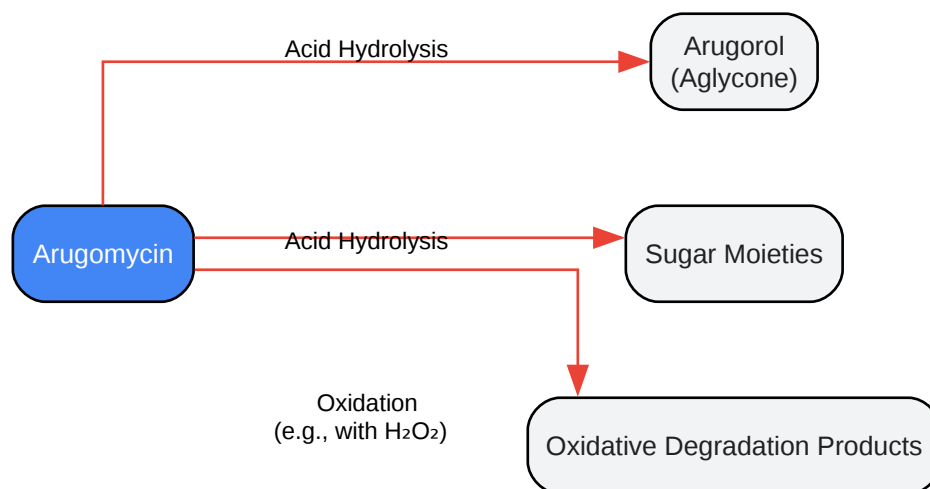 Acid Hydrolysis
Arugorol
(Aglycone)
Arugomycin
Acid Hydrolysis
Sugar Moieties
Oxidation
(e.g., with H₂O₂)
Oxidative Degradation Products